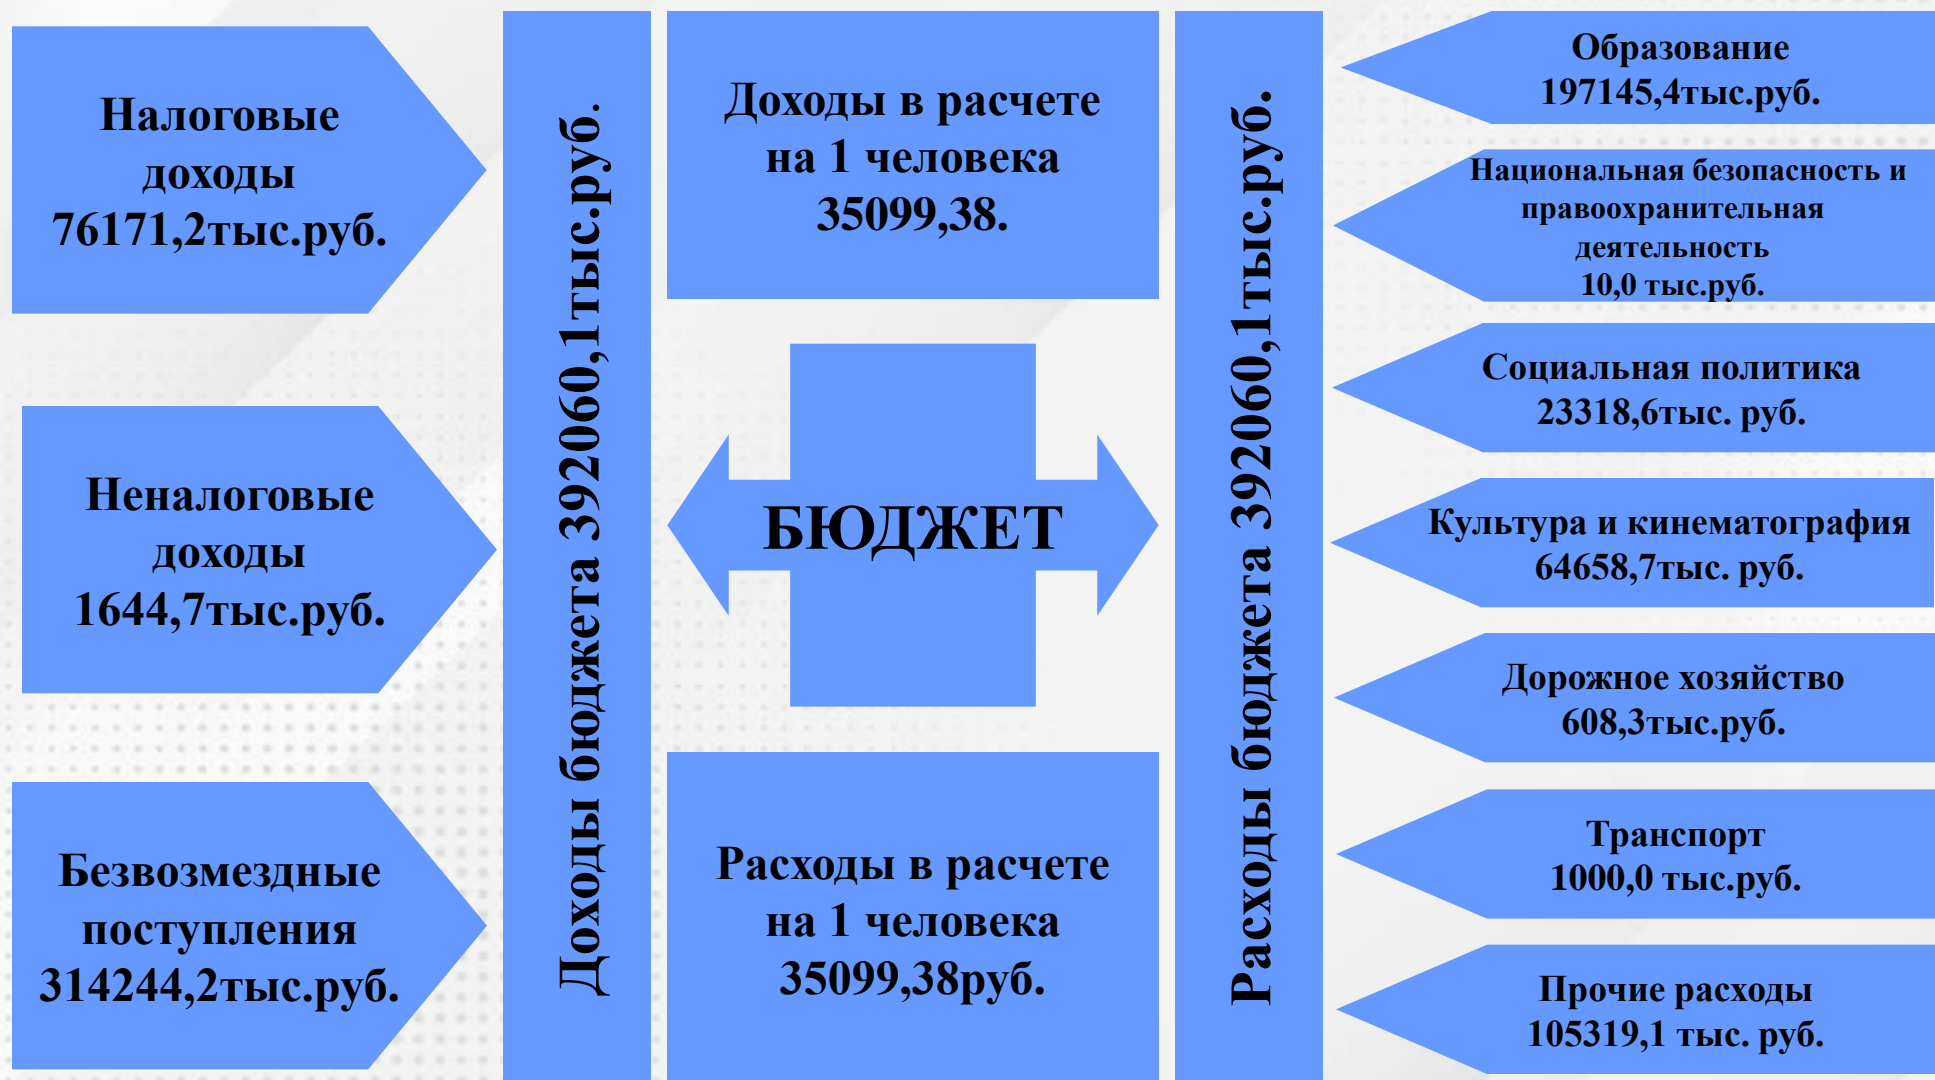 Налоговые
доходы
76171,2тыс.руб.
Неналоговые
доходы
1644,7тыс.руб.
Безвозмездные
поступления
314244,2тыс.руб.
Доходы бюджета 392060,1тыс.руб.
Доходы в расчете
на 1 человека
35099,38.
БЮДЖЕТ
Расходы в расчете
на 1 человека
35099,38руб.
Расходы бюджета 392060,1тыс.руб.
Образование
197145,4тыс.руб.
Национальная безопасность и
правоохранительная
деятельность
10,0 тыс.руб.
Социальная политика
23318,6тыс. руб.
Культура и кинематография
64658,7тыс. руб.
Дорожное хозяйство
608,3тыс.руб.
Транспорт
1000,0 тыс.руб.
Прочие расходы
105319,1 тыс. руб.